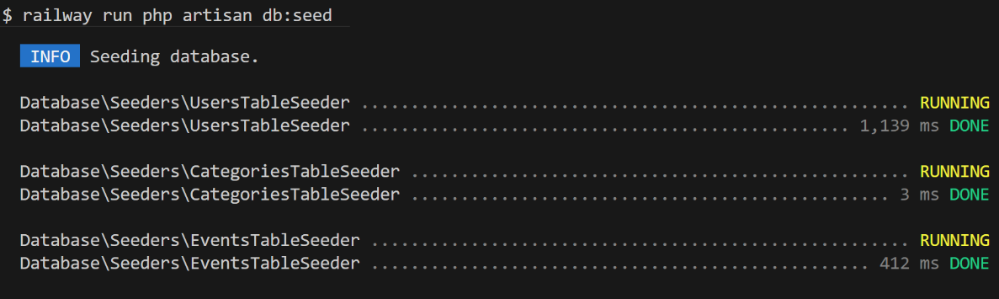 $ railway run php artisan db:seed
INFO Seeding database.
Database\Seeders\UsersTableSeeder ....................................................... RUNNING
Database\Seeders\UsersTableSeeder ................................................. 1,139 ms DONE
Database\Seeders\CategoriesTableSeeder .................................................. RUNNING
Database\Seeders\CategoriesTableSeeder ................................................ 3 ms DONE
Database\Seeders\EventsTableSeeder ...................................................... RUNNING
Database\Seeders\EventsTableSeeder .................................................. 412 ms DONE